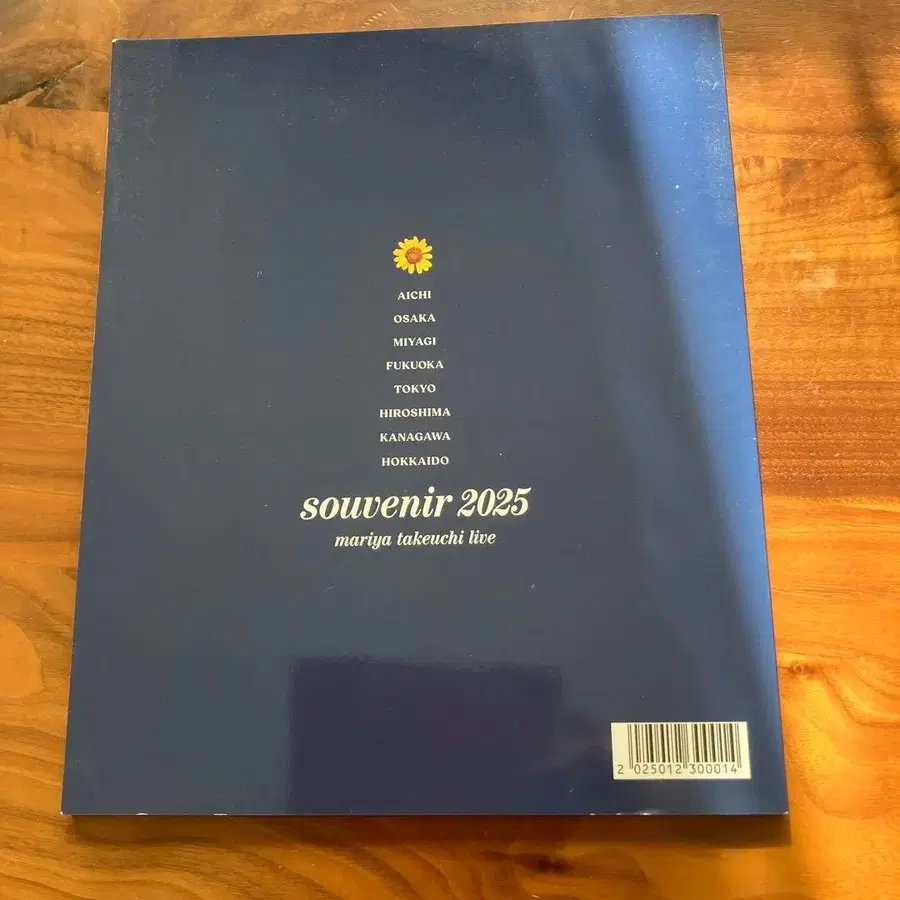 AICHI
OSAKA
MIYAGI
FUKUOKA
TOKYO
HIROSHIMA
KANAGAWA
HOKKAIDO
souvenir 2025
mariya takeuchi live
2 025012 300014